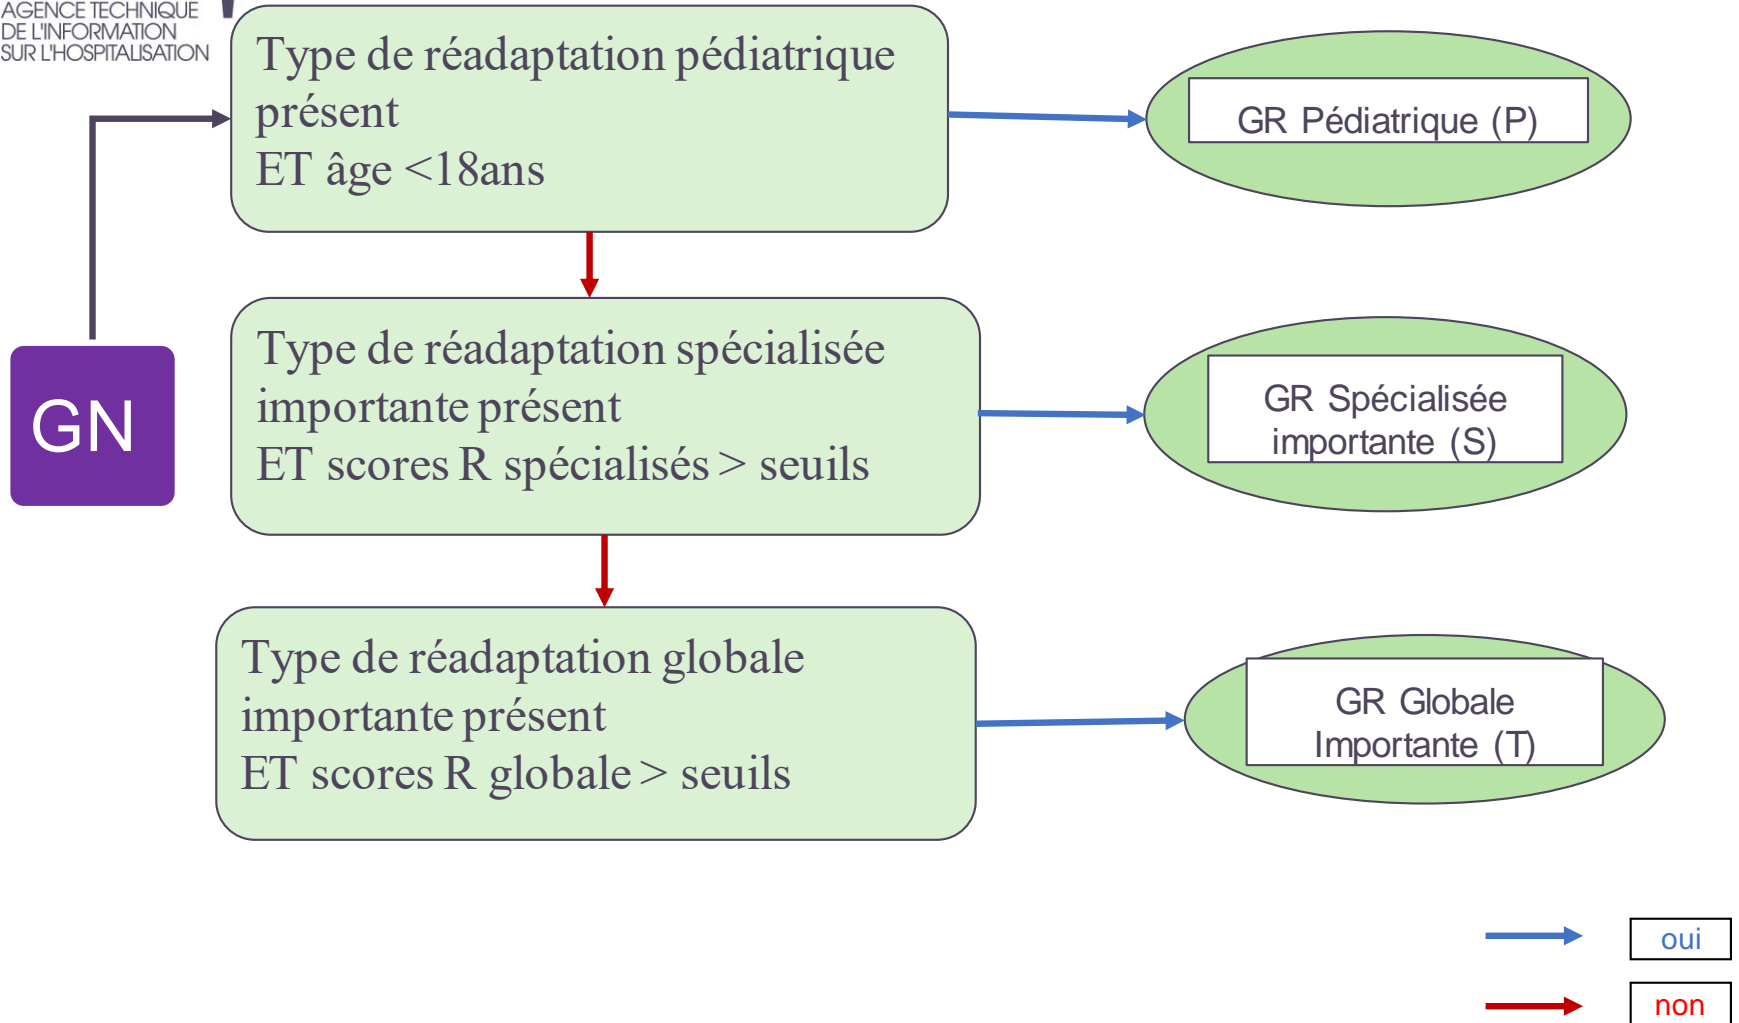 AGENCE TECHNIQUE
DE L'INFORMATION
SUR L'HOSPITALISATION
Type de réadaptation pédiatrique
présent
ET âge <18ans
GR Pédiatrique (P)
GN
Type de réadaptation spécialisée
importante présent
ET scores R spécialisés > seuils
GR Spécialisée
importante (S)
Type de réadaptation globale
importante présent
ET scores R globale > seuils
GR Globale
Importante (T)
oui
non